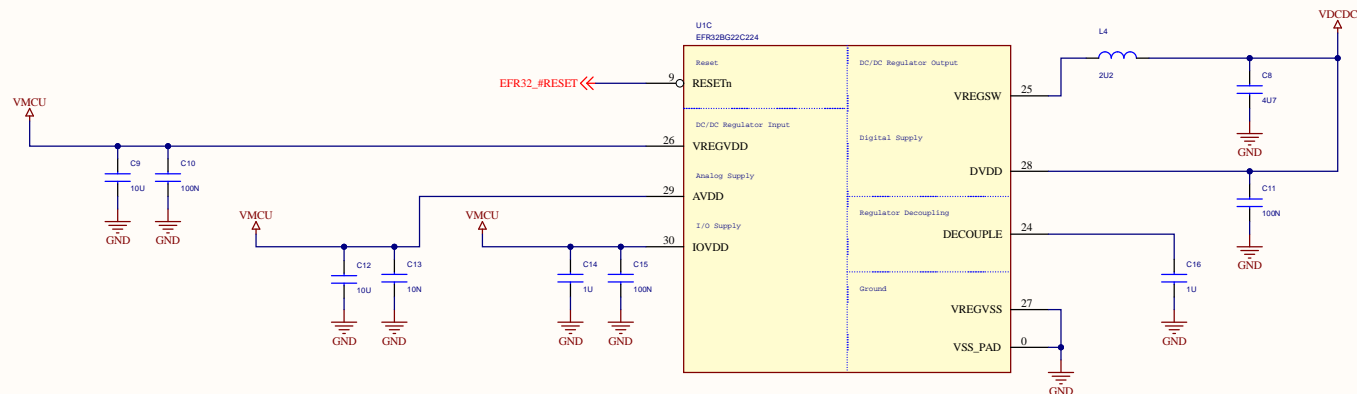 U1C
EFR32BG22C224
VDCDC
L4
2U2
Reset
DC/DC Regulator Output
EFR32_#RESET
9
RESETn
C8
4U7
VREGSW
25
GND
VMCU
DC/DC Regulator Input
26
VREGVDD
Digital Supply
C9
10U
C10
100N
GND
GND
Analog Supply
29
AVDD
DVDD
28
C11
100N
GND
VMCU
VMCU
I/O Supply
30
IOVDD
Regulator Decoupling
DECOUPLE
24
C12
10U
C13
10N
GND
GND
C14
1U
C15
100N
GND
GND
C16
1U
GND
Ground
VREGVSS
27
VSS_PAD
0
GND